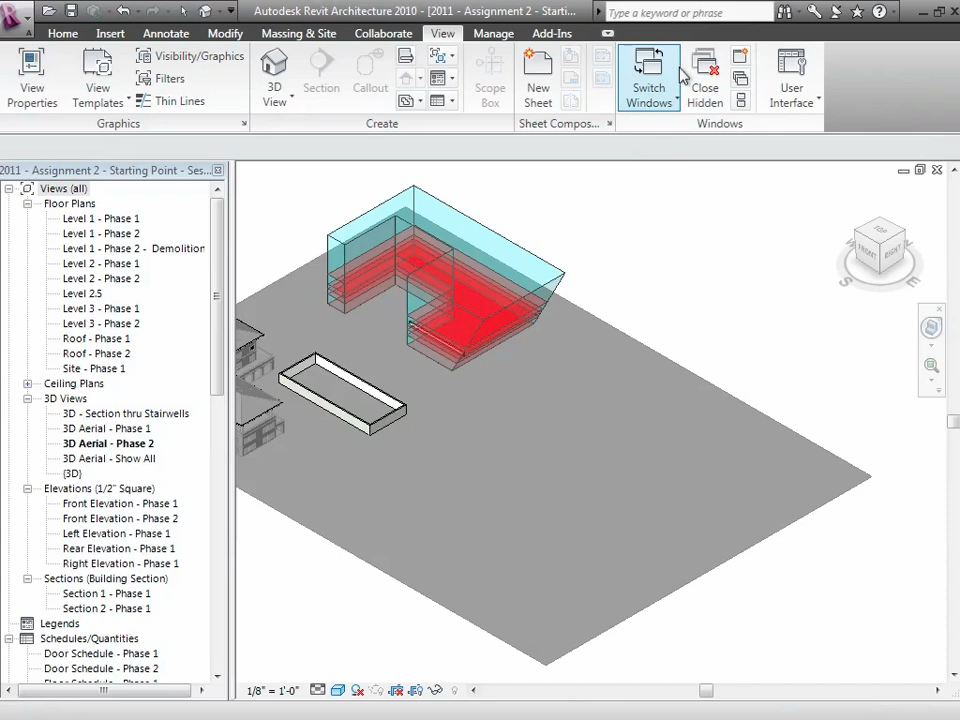 Autodesk Revit Architecture 2010 - [2011 - Assignment 2 - Starti...
Type a keyword or phrase
Home Insert Annotate Modify Massing & Site Collaborate View Manage Add-Ins
View Properties
View Templates
Visibility/Graphics
Filters
Thin Lines
3D View
Section
Callout
Scope Box
New Sheet
Switch Windows
Close Hidden
User Interface
Graphics Create Sheet Compos... Windows
2011 - Assignment 2 - Starting Point - Ses...
Views (all)
Floor Plans
Level 1 - Phase 1
Level 1 - Phase 2
Level 1 - Phase 2 - Demolition
Level 2 - Phase 1
Level 2 - Phase 2
Level 2.5
Level 3 - Phase 1
Level 3 - Phase 2
Roof - Phase 1
Roof - Phase 2
Site - Phase 1
Ceiling Plans
3D Views
3D - Section thru Stairwells
3D Aerial - Phase 1
3D Aerial - Phase 2
3D Aerial - Show All
{3D}
Elevations (1/2" Square)
Front Elevation - Phase 1
Front Elevation - Phase 2
Left Elevation - Phase 1
Rear Elevation - Phase 1
Right Elevation - Phase 1
Sections (Building Section)
Section 1 - Phase 1
Section 2 - Phase 1
Legends
Schedules/Quantities
Door Schedule - Phase 1
Door Schedule - Phase 2
TOP
FRONT
RIGHT
W
S
E
1/8" = 1'-0"